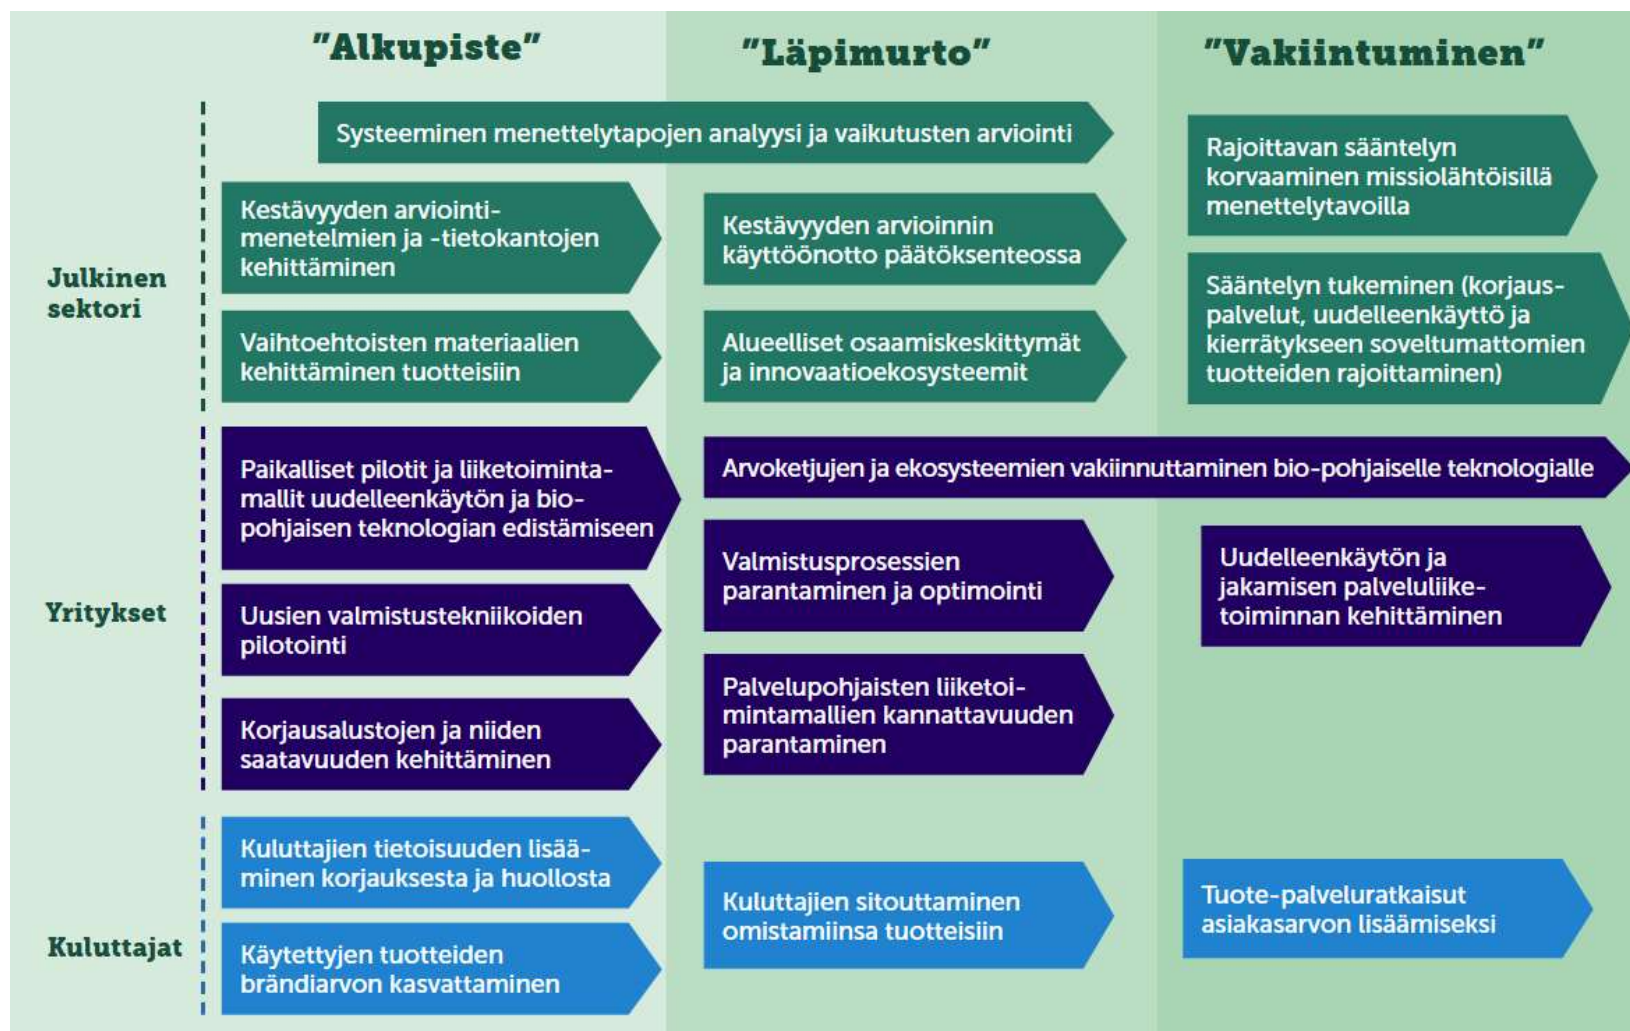 "Alkupiste"
"Läpimurto"
"Vakiintuminen"
Julkinen
sektori
Systeeminen menettelytapojen analyysi ja vaikutusten arviointi
Kestävyyden arviointi-
menetelmien ja -tietokantojen
kehittäminen
Vaihtoehtoisten materiaalien
kehittäminen tuotteisiin
Kestävyyden arvioinnin
käyttöönotto päätöksenteossa
Alueelliset osaamiskeskittymät
ja innovaatioekosysteemit
Rajoittavan sääntelyn
korvaaminen missiolähtöisillä
menettelytavoilla
Sääntelyn tukeminen (korjaus-
palvelut, uudelleenkäyttö ja
kierrätykseen soveltumattomien
tuotteiden rajoittaminen)
Yritykset
Paikalliset pilotit ja liiketoiminta-
mallit uudelleenkäytön ja bio-
pohjaisen teknologian edistämiseen
Uusien valmistustekniikoiden
pilotointi
Korjausalustojen ja niiden
saatavuuden kehittäminen
Arvoketjujen ja ekosysteemien vakiinnuttaminen bio-pohjaiselle teknologialle
Valmistusprosessien
parantaminen ja optimointi
Palvelupohjaisten liiketoi-
mintamallien kannattavuuden
parantaminen
Uudelleenkäytön ja
jakamisen palveluliike-
toiminnan kehittäminen
Kuluttajat
Kuluttajien tietoisuuden lisää-
minen korjauksesta ja huollosta
Käytettyjen tuotteiden
brändiarvon kasvattaminen
Kuluttajien sitouttaminen
omistamiinsa tuotteisiin
Tuote-palveluratkaisut
asiakasarvon lisäämiseksi